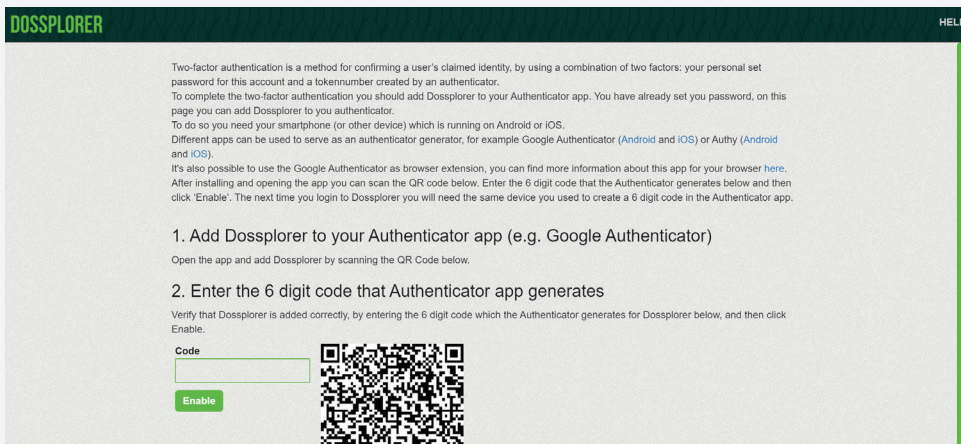 DOSSPLORER
HEL
Two-factor authentication is a method for confirming a user's claimed identity, by using a combination of two factors: your personal set
password for this account and a tokennumber created by an authenticator.
To complete the two-factor authentication you should add Dossplorer to your Authenticator app. You have already set you password, on this
page you can add Dossplorer to you authenticator.
To do so you need your smartphone (or other device) which is running on Android or iOS.
Different apps can be used to serve as an authenticator generator, for example Google Authenticator (Android and iOS) or Authy (Android
and iOS).
It's also possible to use the Google Authenticator as browser extension, you can find more information about this app for your browser here.
After installing and opening the app you can scan the QR code below. Enter the 6 digit code that the Authenticator generates below and then
click 'Enable'. The next time you login to Dossplorer you will need the same device you used to create a 6 digit code in the Authenticator app.
1. Add Dossplorer to your Authenticator app (e.g. Google Authenticator)
Open the app and add Dossplorer by scanning the QR Code below.
2. Enter the 6 digit code that Authenticator app generates
Verify that Dossplorer is added correctly, by entering the 6 digit code which the Authenticator generates for Dossplorer below, and then click
Enable.
Code
Enable